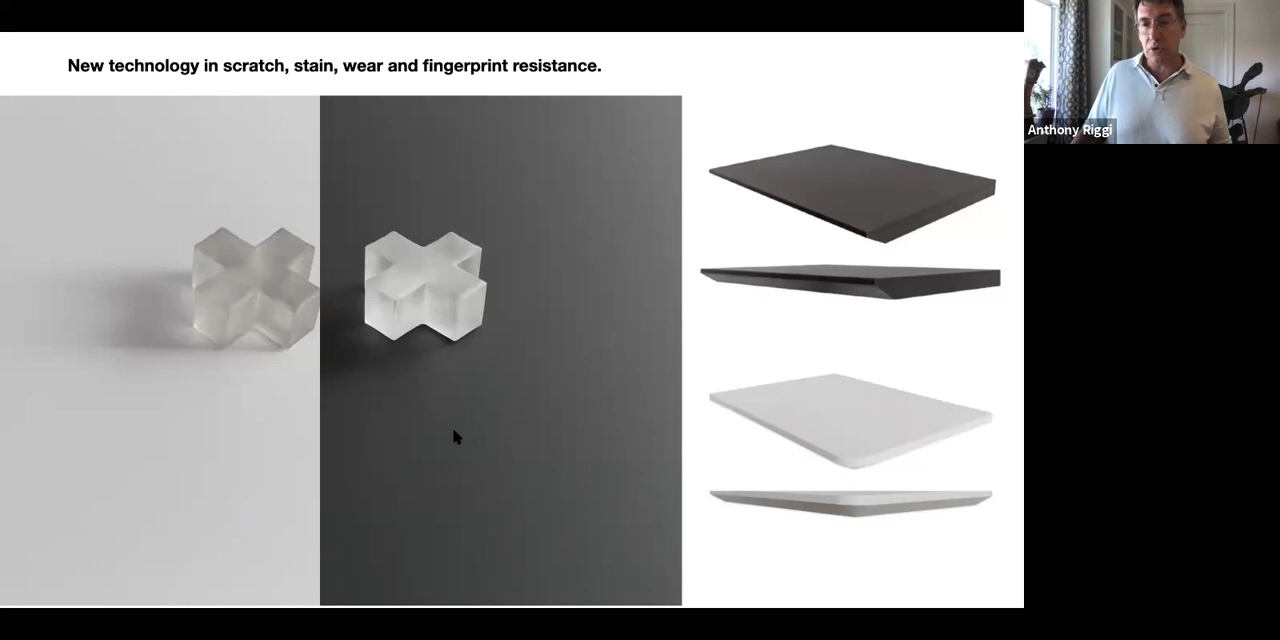 New technology in scratch, stain, wear and fingerprint resistance.
Anthony Riggi